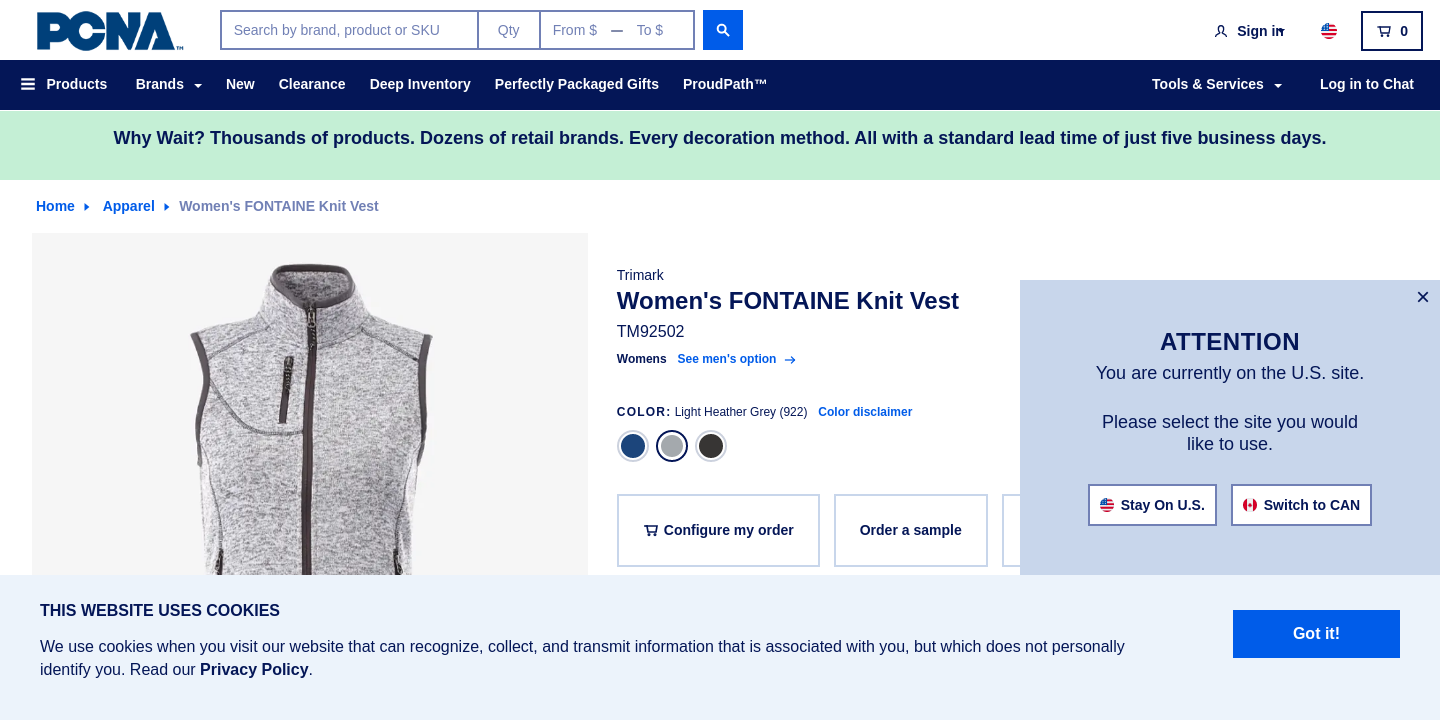 PCNA™
Search by brand, product or SKU
Qty
From $ — To $
Sign in
0
Products
Brands
New
Clearance
Deep Inventory
Perfectly Packaged Gifts
ProudPath™
Tools & Services
Log in to Chat
Why Wait? Thousands of products. Dozens of retail brands. Every decoration method. All with a standard lead time of just five business days.
Home Apparel Women's FONTAINE Knit Vest
Trimark
Women's FONTAINE Knit Vest
TM92502
Womens See men's option
COLOR: Light Heather Grey (922) Color disclaimer
Configure my order
Order a sample
ATTENTION
You are currently on the U.S. site.
Please select the site you would
like to use.
Stay On U.S.
Switch to CAN
THIS WEBSITE USES COOKIES
We use cookies when you visit our website that can recognize, collect, and transmit information that is associated with you, but which does not personally
identify you. Read our Privacy Policy.
Got it!